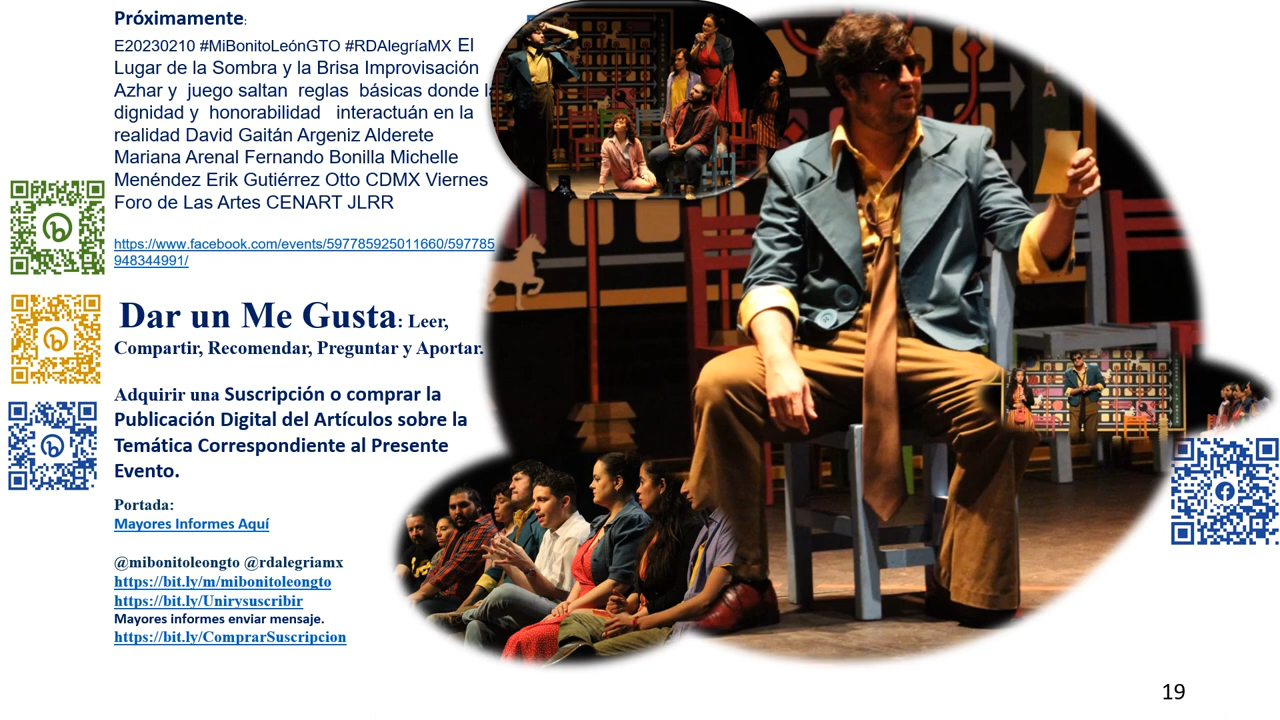 Próximamente:
E20230210 #MiBonitoLeónGTO #RDAlegríaMX El
Lugar de la Sombra y la Brisa Improvisación
Azhar y juego saltan reglas básicas donde la
dignidad y honorabilidad interactuán en la
realidad David Gaitán Argeniz Alderete
Mariana Arenal Fernando Bonilla Michelle
Menéndez Erik Gutiérrez Otto CDMX Viernes
Foro de Las Artes CENART JLRR
https://www.facebook.com/events/597785925011660/597785
948344991/
Dar un Me Gusta: Leer,
Compartir, Recomendar, Preguntar y Aportar.
Adquirir una Suscripción o comprar la
Publicación Digital del Artículos sobre la
Temática Correspondiente al Presente
Evento.
Portada:
Mayores Informes Aquí
@mibonitoleongto @rdalegriamx
https://bit.ly/m/mibonitoleongto
https://bit.ly/Unirysuscribir
Mayores informes enviar mensaje.
https://bit.ly/ComprarSuscripcion
A
19